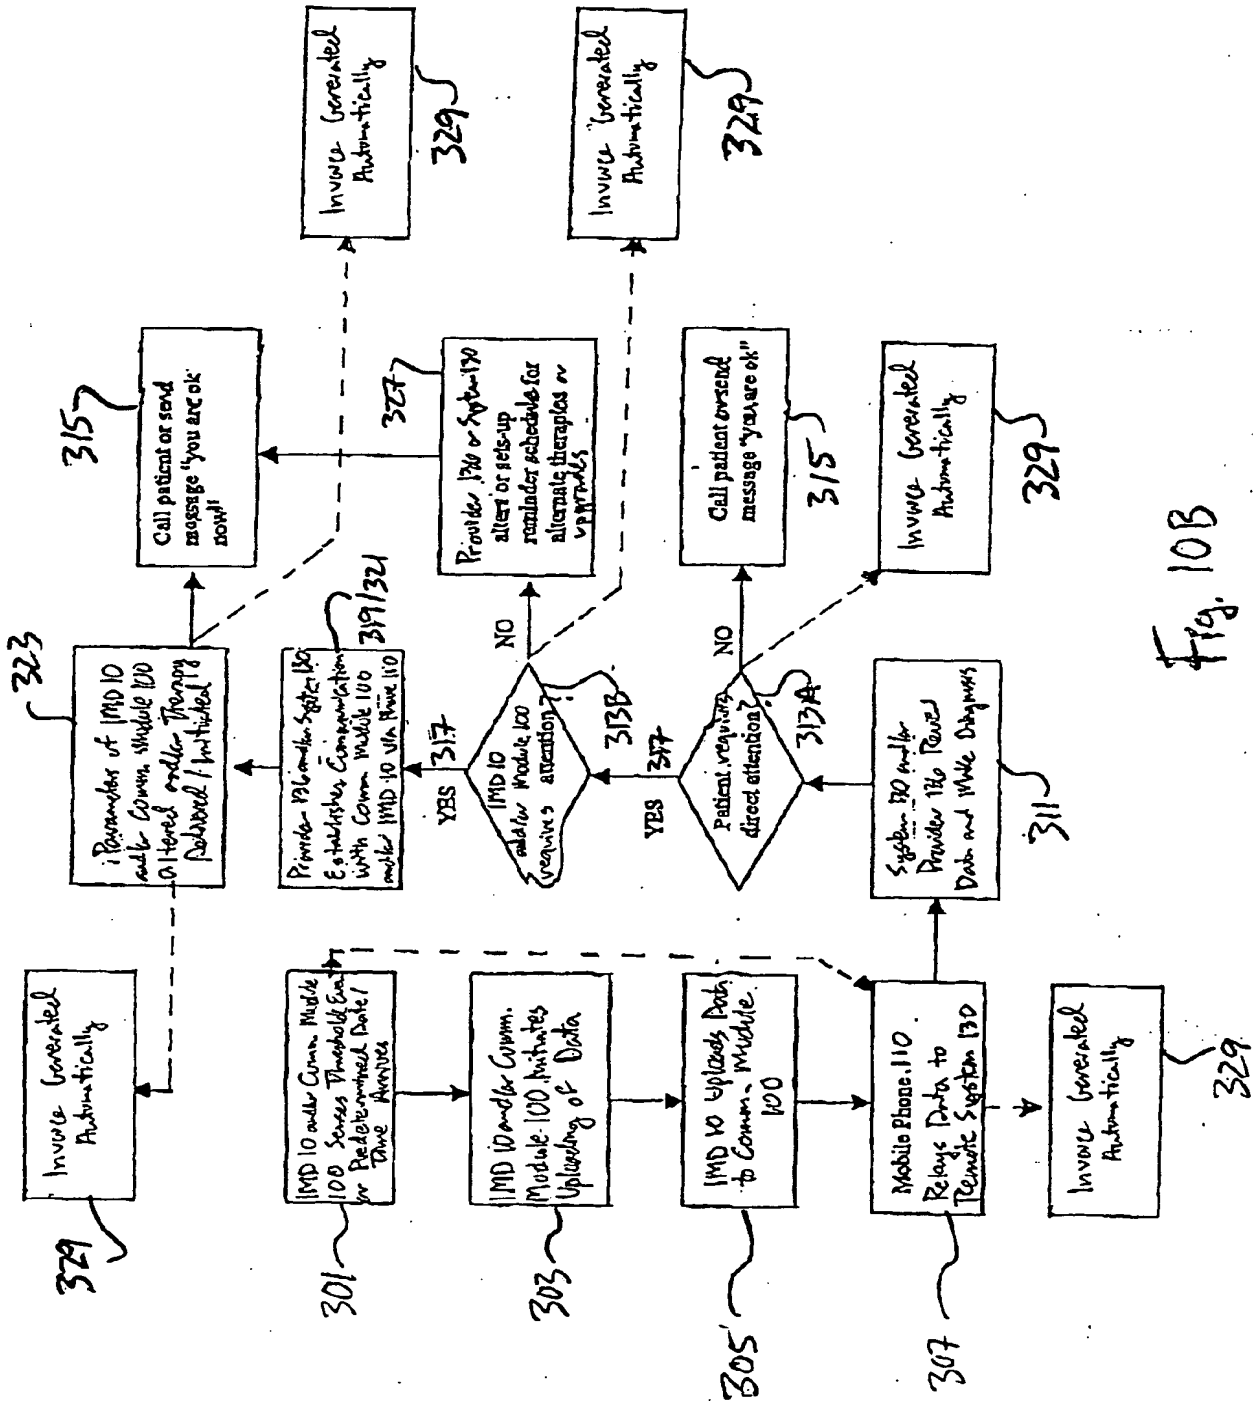 Invoice Generated
Automatically
329
Parameter of IMD 10
and/or Comm. Module 100
altered and/or Therapy
Delivered / Initiated
323
Call patient or send
message "you are ok
now"
315
Invoice Generated
Automatically
329
IMD 10 and/or Comm. Module
100 Senses Threshold Event
or Predetermined Date/
Time Arrives
301
Provider 136 and/or System 130
Establishes Communication
with Comm Module 100
and/or IMD 10 via Phone 110
319/321
Provider 136 or System 130
alert or sets-up
reminder schedule for
alternate therapies or
upgrades
327
Invoice Generated
Automatically
329
IMD 10 and/or Comm.
Module 100 Initiates
Uploading of Data
303
YES
317
IMD 10
and/or Module 100
requires attention?
313B
NO
IMD 10 Uploads Data
to Comm. Module
100
305
YES
317
Patient require
direct attention?
313A
NO
Call patient or send
message "you are ok"
315
Mobile Phone 110
Relays Data to
Remote System 130
307
System 130 and/or
Provider 136 Review
Data and Make Diagnosis
311
Invoice Generated
Automatically
329
Invoice Generated
Automatically
329
Fig. 10B